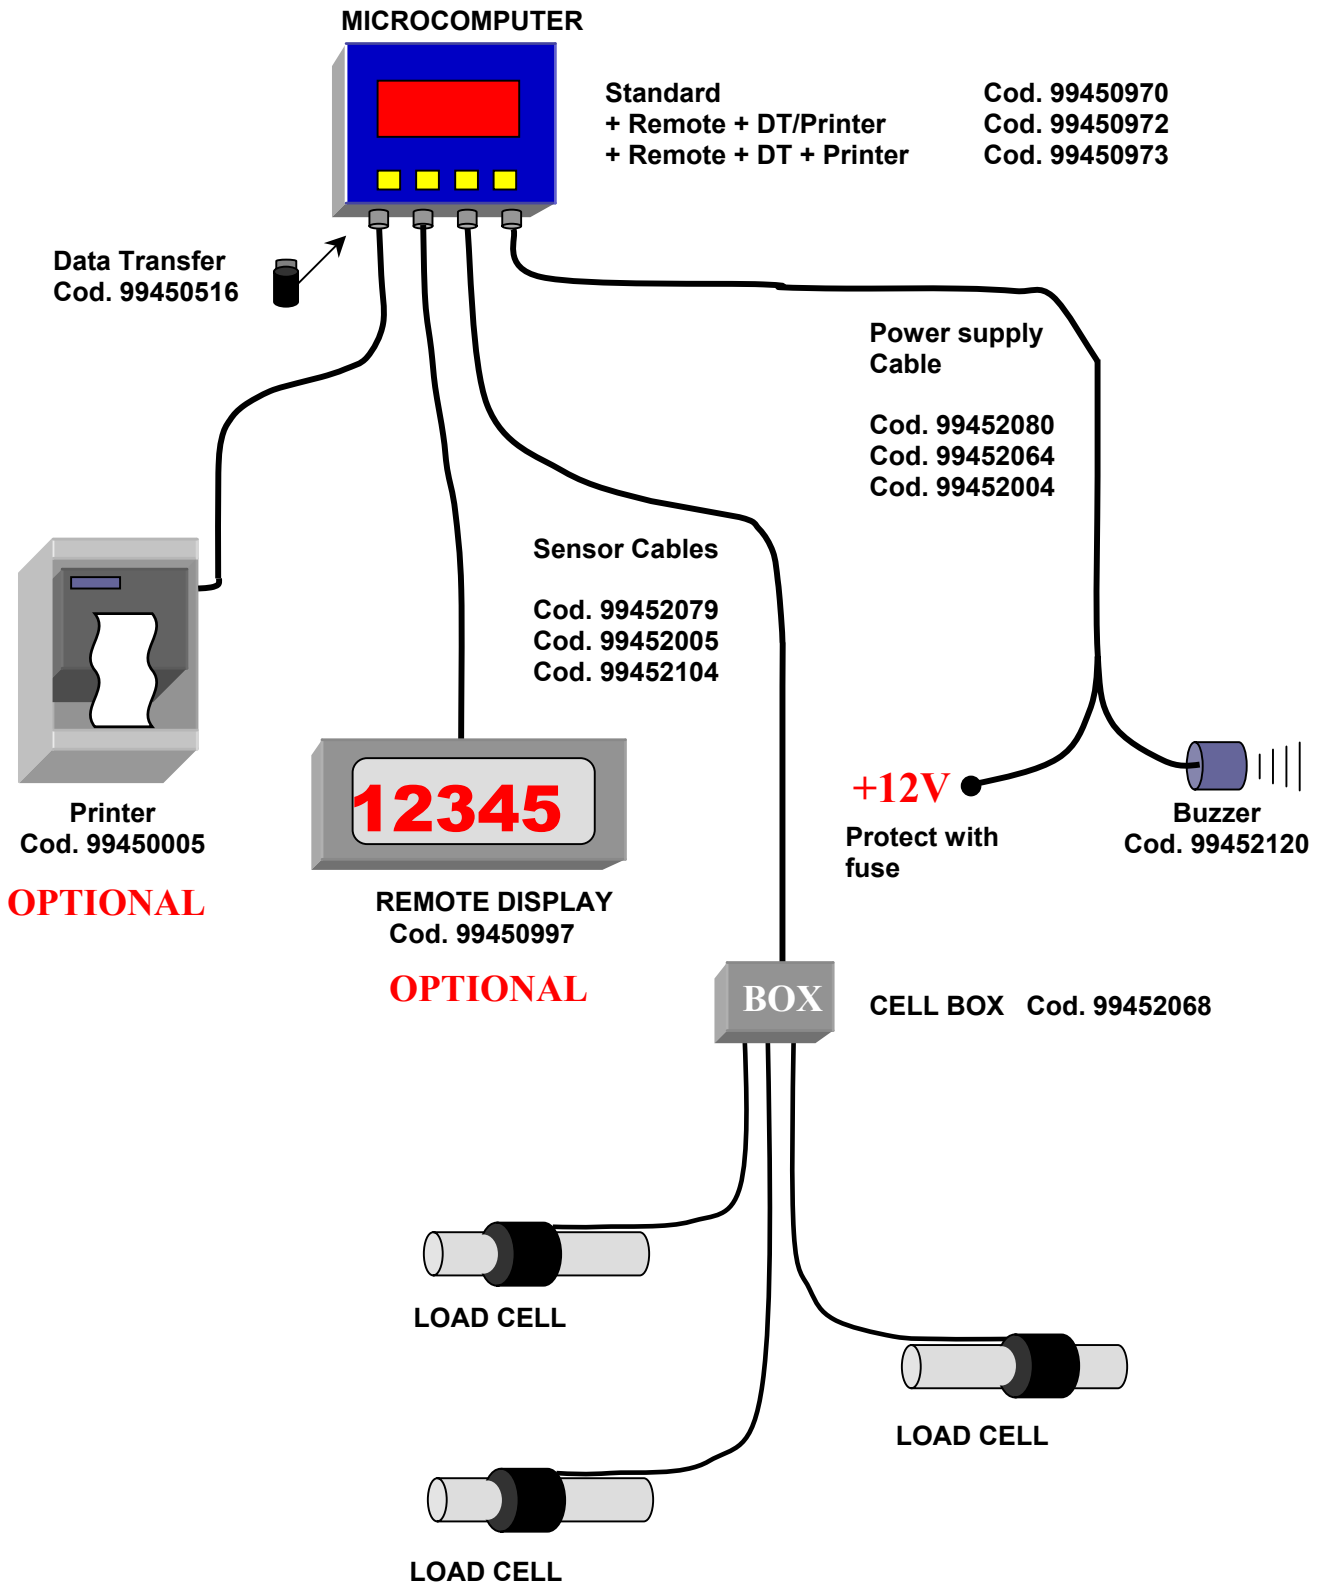 MICROCOMPUTER
Standard Cod. 99450970
+ Remote + DT/Printer Cod. 99450972
+ Remote + DT + Printer Cod. 99450973
Data Transfer
Cod. 99450516
Power supply
Cable
Cod. 99452080
Cod. 99452064
Cod. 99452004
Sensor Cables
Cod. 99452079
Cod. 99452005
Cod. 99452104
Printer
Cod. 99450005
OPTIONAL
12345
REMOTE DISPLAY
Cod. 99450997
OPTIONAL
+12V
Protect with
fuse
Buzzer
Cod. 99452120
BOX
CELL BOX Cod. 99452068
LOAD CELL
LOAD CELL
LOAD CELL